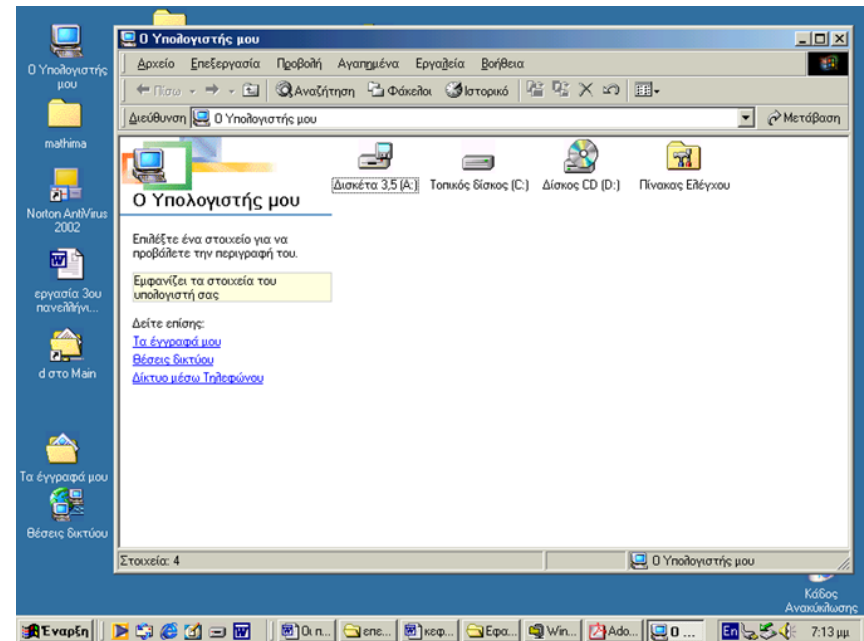 Ο Υπολογιστής μου
mathima
Norton AntiVirus 2002
εργασία 3ου πανελλήνι...
d στο Main
Τα έγγραφά μου
Θέσεις δικτύου
Ο Υπολογιστής μου
Αρχείο Επεξεργασία Προβολή Αγαπημένα Εργαλεία Βοήθεια
Πίσω Αναζήτηση Φάκελοι Ιστορικό
Διεύθυνση Ο Υπολογιστής μου Μετάβαση
Ο Υπολογιστής μου
Επιλέξτε ένα στοιχείο για να
προβάλετε την περιγραφή του.
Εμφανίζει τα στοιχεία του
υπολογιστή σας
Δείτε επίσης:
Τα έγγραφά μου
Θέσεις δικτύου
Δίκτυο μέσω Τηλεφώνου
Δισκέτα 3,5 (A:) Τοπικός δίσκος (C:) Δίσκος CD (D:) Πίνακας Ελέγχου
Στοιχεία: 4 Ο Υπολογιστής μου
Κάδος
Ανακύκλωσης
Έναρξη Οι π... επε... κεφ... Εφα... Win... Ado... Ο ... En 7:13 μμ